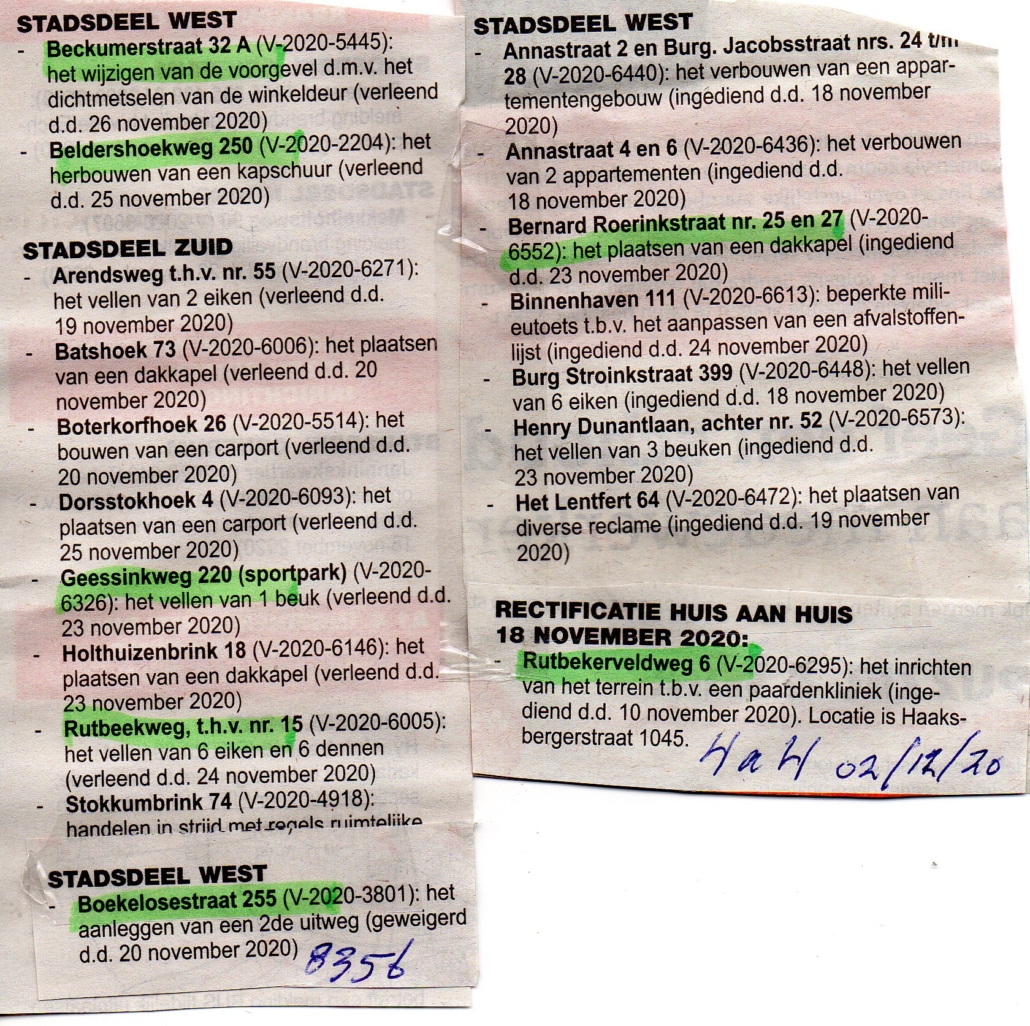 STADSDEEL WEST
- Beckumerstraat 32 A (V-2020-5445):
het wijzigen van de voorgevel d.m.v. het
dichtmetselen van de winkeldeur (verleend
d.d. 26 november 2020)
- Beldershoekweg 250 (V-2020-2204): het
herbouwen van een kapschuur (verleend
d.d. 25 november 2020)
STADSDEEL ZUID
- Arendsweg t.h.v. nr. 55 (V-2020-6271):
het vellen van 2 eiken (verleend d.d.
19 november 2020)
- Batshoek 73 (V-2020-6006): het plaatsen
van een dakkapel (verleend d.d. 20
november 2020)
- Boterkorfhoek 26 (V-2020-5514): het
bouwen van een carport (verleend d.d.
20 november 2020)
- Dorsstokhoek 4 (V-2020-6093): het
plaatsen van een carport (verleend d.d.
25 november 2020)
- Geessinkweg 220 (sportpark) (V-2020-
6326): het vellen van 1 beuk (verleend d.d.
23 november 2020)
- Holthuizenbrink 18 (V-2020-6146): het
plaatsen van een dakkapel (verleend d.d.
23 november 2020)
- Rutbeekweg, t.h.v. nr. 15 (V-2020-6005):
het vellen van 6 eiken en 6 dennen
(verleend d.d. 24 november 2020)
- Stokkumbrink 74 (V-2020-4918):
handelen in strijd met regels ruimtelijke
STADSDEEL WEST
- Boekelosestraat 255 (V-2020-3801): het
aanleggen van een 2de uitweg (geweigerd
d.d. 20 november 2020)
8356
STADSDEEL WEST
- Annastraat 2 en Burg. Jacobsstraat nrs. 24 t/m
28 (V-2020-6440): het verbouwen van een appar-
tementengebouw (ingediend d.d. 18 november
2020)
- Annastraat 4 en 6 (V-2020-6436): het verbouwen
van 2 appartementen (ingediend d.d.
18 november 2020)
- Bernard Roerinkstraat nr. 25 en 27 (V-2020-
6552): het plaatsen van een dakkapel (ingediend
d.d. 23 november 2020)
- Binnenhaven 111 (V-2020-6613): beperkte mili-
eutoets t.b.v. het aanpassen van een afvalstoffen-
lijst (ingediend d.d. 24 november 2020)
- Burg Stroinkstraat 399 (V-2020-6448): het vellen
van 6 eiken (ingediend d.d. 18 november 2020)
- Henry Dunantlaan, achter nr. 52 (V-2020-6573):
het vellen van 3 beuken (ingediend d.d.
23 november 2020)
- Het Lentfert 64 (V-2020-6472): het plaatsen van
diverse reclame (ingediend d.d. 19 november
2020)
RECTIFICATIE HUIS AAN HUIS
18 NOVEMBER 2020:
- Rutbekerveldweg 6 (V-2020-6295): het inrichten
van het terrein t.b.v. een paardenkliniek (inge-
diend d.d. 10 november 2020). Locatie is Haaks-
bergerstraat 1045.
H a H 02/12/20